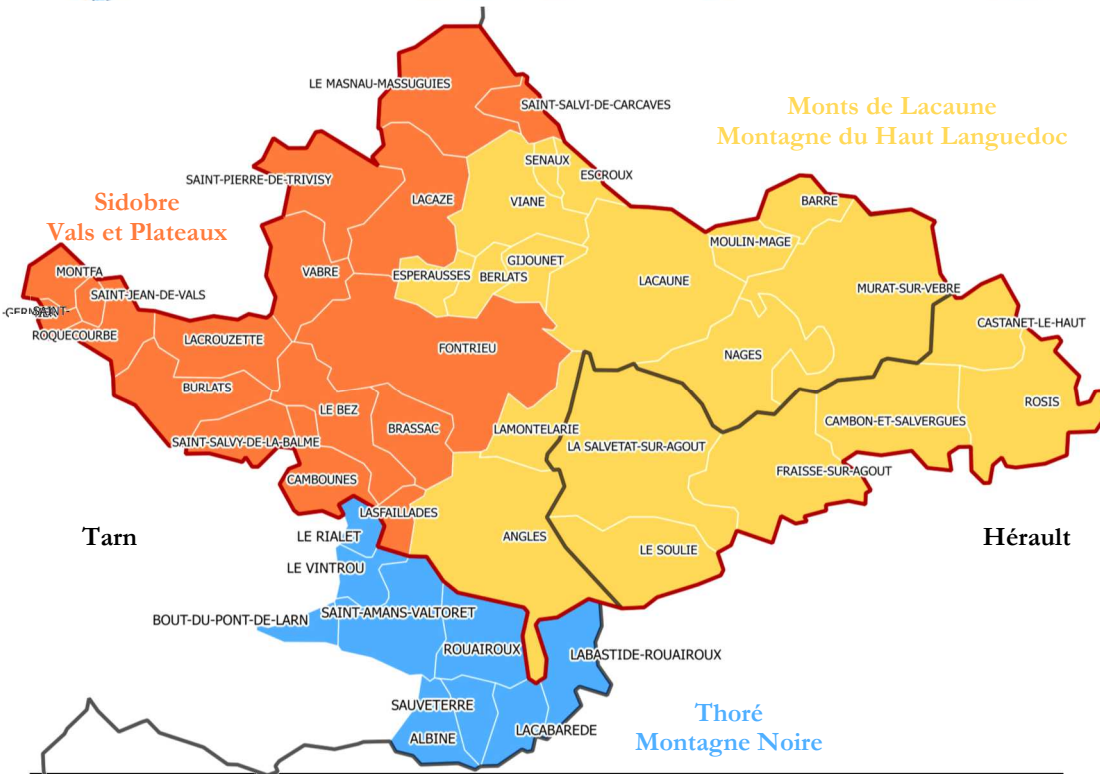 LE MASNAU-MASSUGUIES
SAINT-SALVI-DE-CARCAVES
Monts de Lacaune
Montagne du Haut Languedoc
SENAUX
ESCROUX
SAINT-PIERRE-DE-TRIVISY
LACAZE
VIANE
BARRE
Sidobre
Vals et Plateaux
MOULIN-MAGE
GIJOUNET
MONTFA
VABRE
ESPERAUSSES
BERLATS
LACAUNE
MURAT-SUR-VEBRE
SAINT-JEAN-DE-VALS
SAINT-
ROQUECOURBE
LACROUZETTE
FONTRIEU
NAGES
CASTANET-LE-HAUT
BURLATS
LE BEZ
BRASSAC
LAMONTELARIE
ROSIS
CAMBON-ET-SALVERGUES
SAINT-SALVY-DE-LA-BALME
LA SALVETAT-SUR-AGOUT
FRAISSE-SUR-AGOUT
CAMBOUNES
LASFAILLADES
Tarn
LE RIALET
ANGLES
LE SOULIE
Hérault
LE VINTROU
BOUT-DU-PONT-DE-LARN
SAINT-AMANS-VALTORET
ROUAIROUX
LABASTIDE-ROUAIROUX
SAUVETERRE
ALBINE
LACABAREDE
Thoré
Montagne Noire